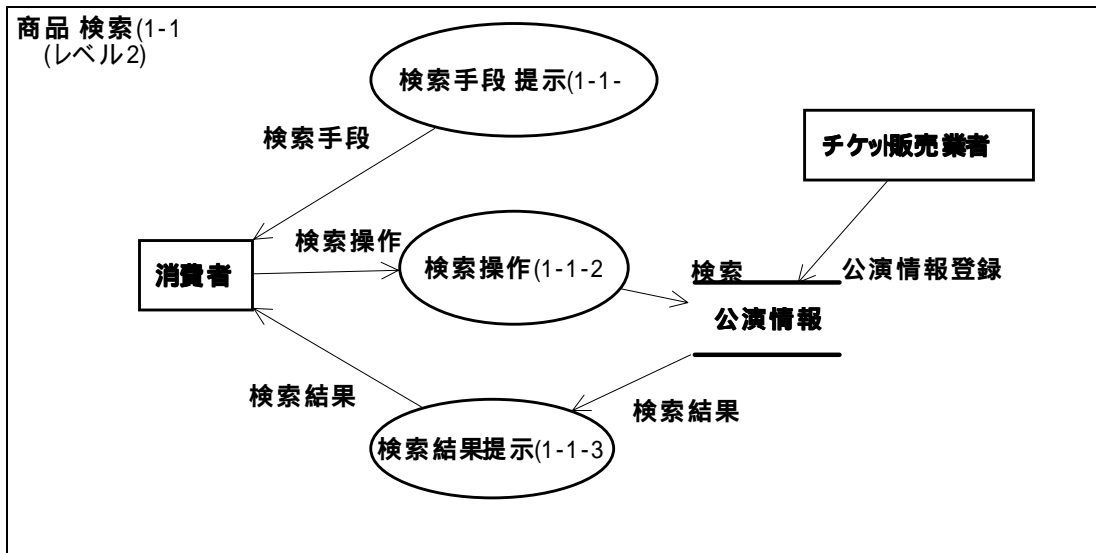 商品 検索(1-1
(レベル2)
検索手段 提示(1-1-
検索手段
チケット販売業者
検索操作
消費者
検索操作(1-1-2
検索
公演情報登録
公演情報
検索結果
検索結果
検索結果提示(1-1-3